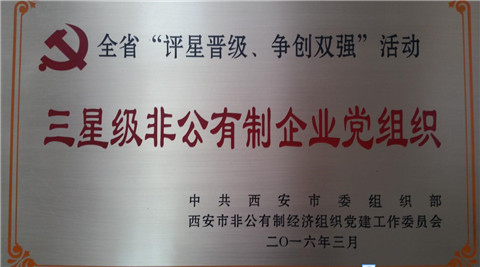 全省“评星晋级、争创双强”活动
三星级非公有制企业党组织
中共西安市委组织部
西安市非公有制经济组织党建工作委员会
二〇一六年三月